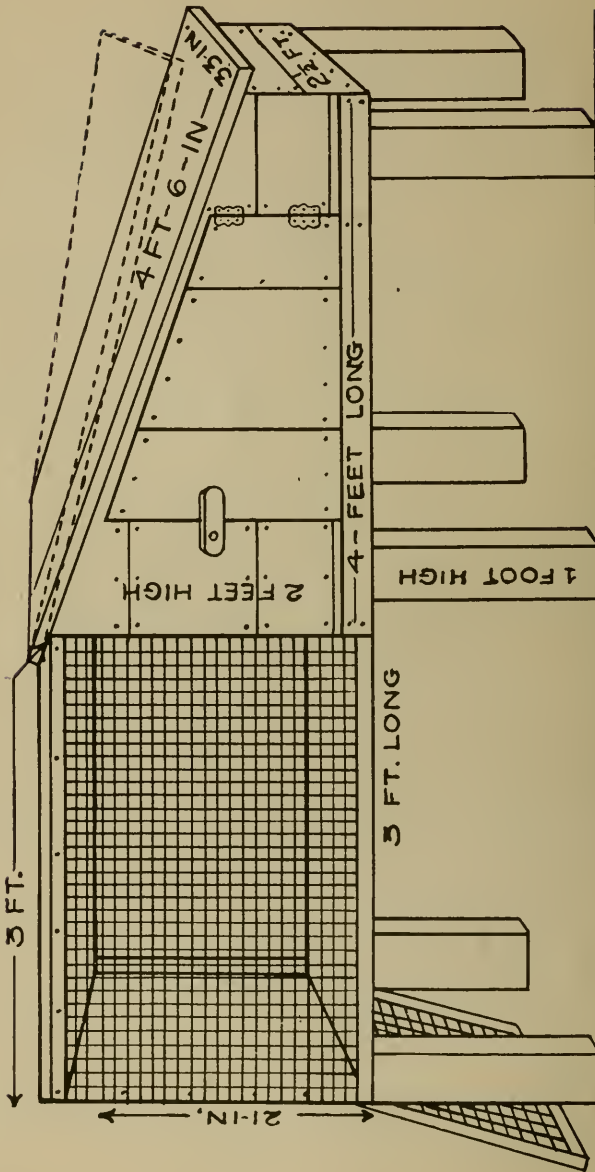 3 FT.
33-IN
4 FT-6-IN
2½ FT
2 FEET HIGH
4-FEET LONG
21-IN.
3 FT. LONG
1 FOOT HIGH